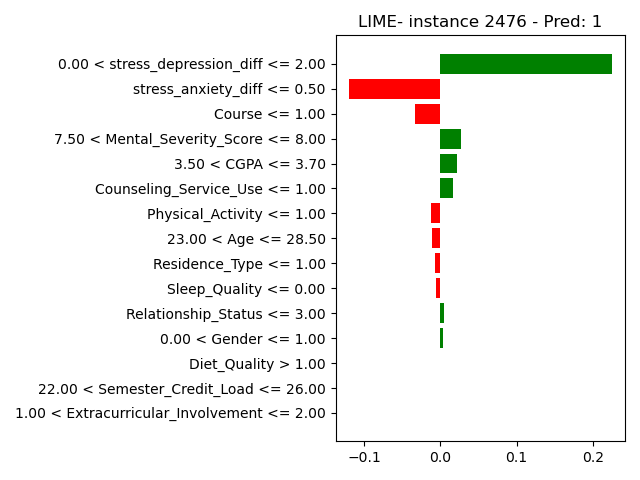 LIME- instance 2476 - Pred: 1
0.00 < stress_depression_diff <= 2.00
stress_anxiety_diff <= 0.50
Course <= 1.00
7.50 < Mental_Severity_Score <= 8.00
3.50 < CGPA <= 3.70
Counseling_Service_Use <= 1.00
Physical_Activity <= 1.00
23.00 < Age <= 28.50
Residence_Type <= 1.00
Sleep_Quality <= 0.00
Relationship_Status <= 3.00
0.00 < Gender <= 1.00
Diet_Quality > 1.00
22.00 < Semester_Credit_Load <= 26.00
1.00 < Extracurricular_Involvement <= 2.00
−0.1 0.0 0.1 0.2